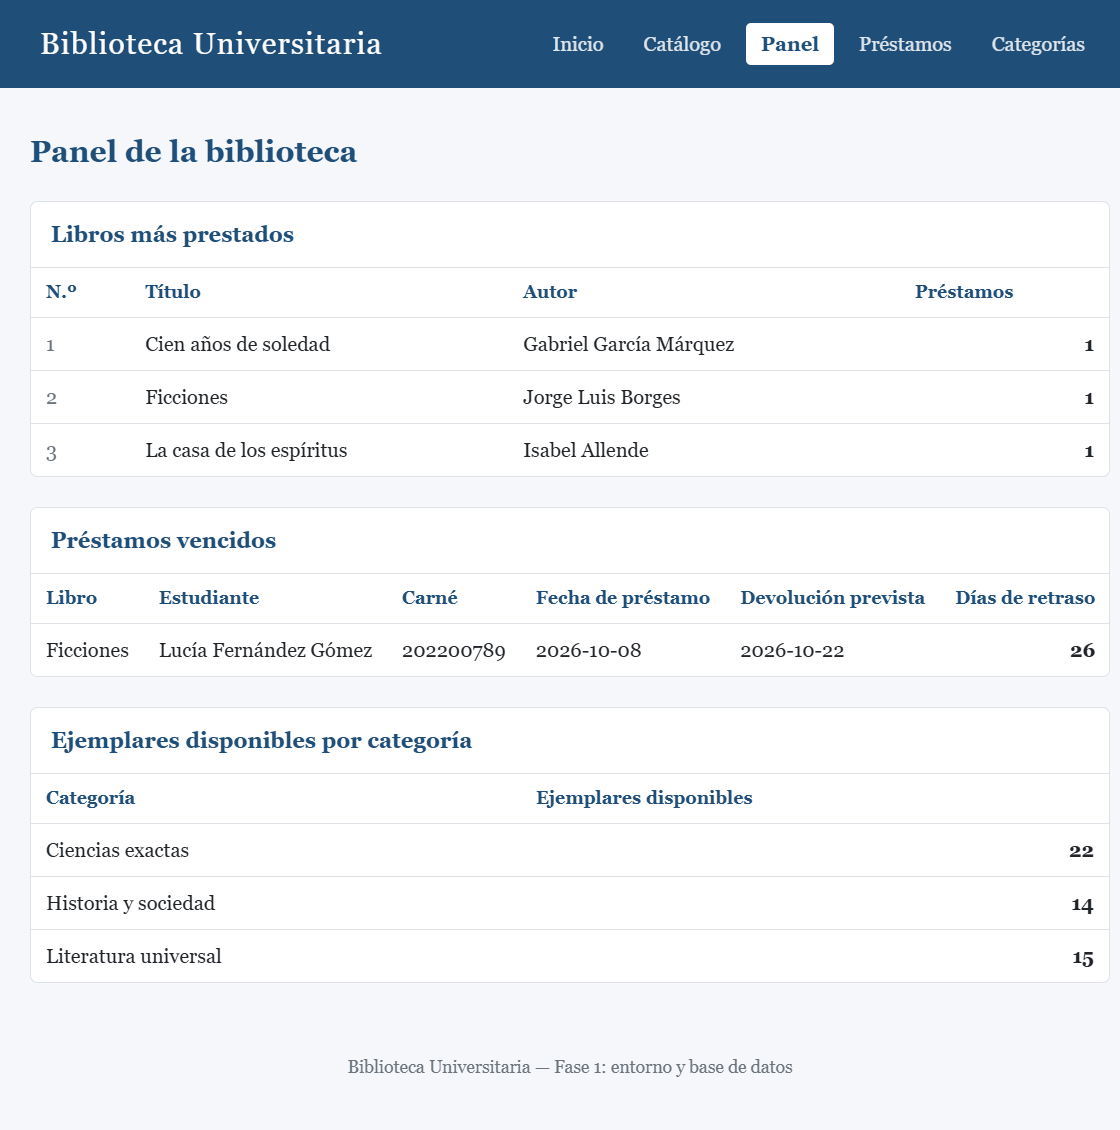 Biblioteca Universitaria
Inicio Catálogo Panel Préstamos Categorías
Panel de la biblioteca
Libros más prestados
N.º Título Autor Préstamos
1 Cien años de soledad Gabriel García Márquez 1
2 Ficciones Jorge Luis Borges 1
3 La casa de los espíritus Isabel Allende 1
Préstamos vencidos
Libro Estudiante Carné Fecha de préstamo Devolución prevista Días de retraso
Ficciones Lucía Fernández Gómez 202200789 2026-10-08 2026-10-22 26
Ejemplares disponibles por categoría
Categoría Ejemplares disponibles
Ciencias exactas 22
Historia y sociedad 14
Literatura universal 15
Biblioteca Universitaria — Fase 1: entorno y base de datos